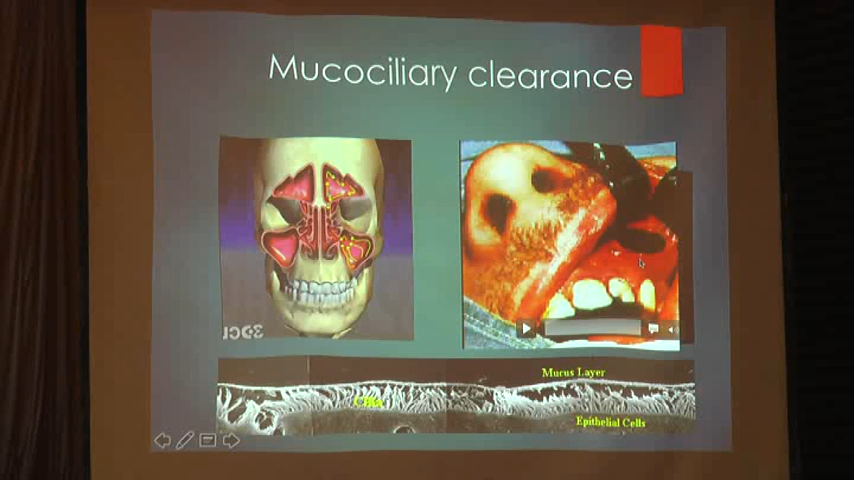 Mucociliary clearance
Mucus Layer
Cilia
Epithelial Cells